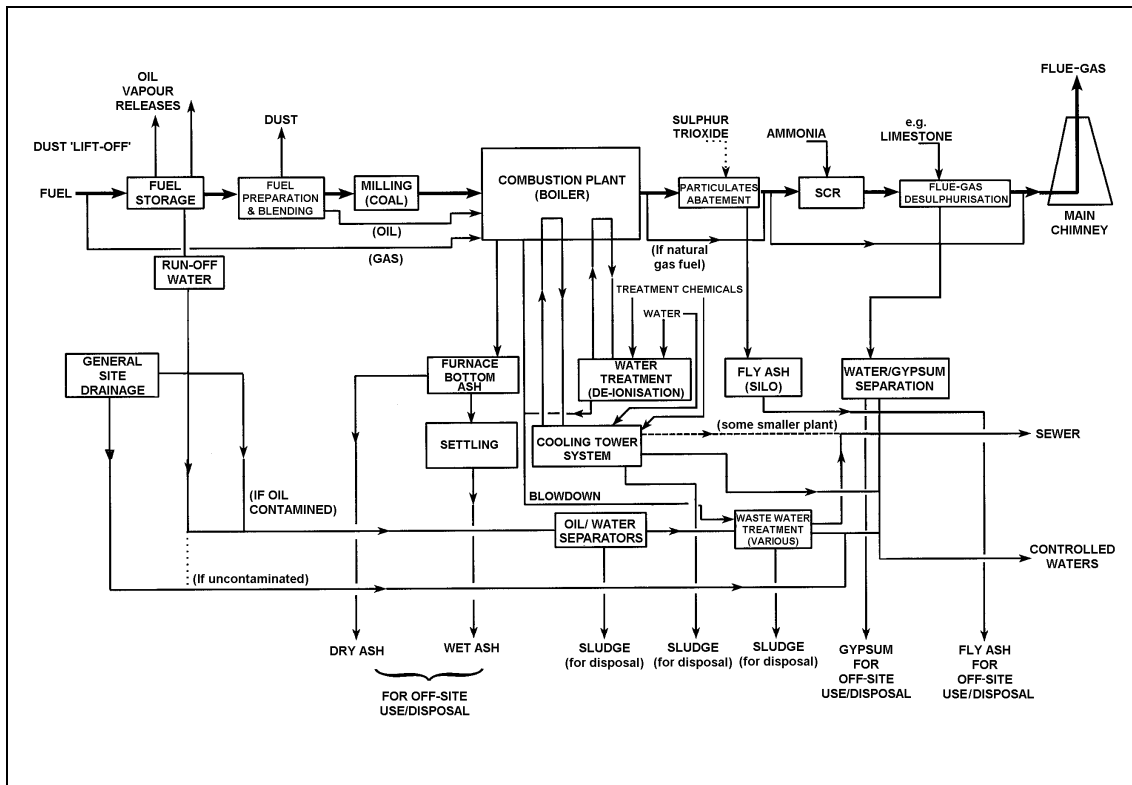 FLUE-GAS
OIL
VAPOUR
RELEASES
DUST
SULPHUR
TRIOXIDE
AMMONIA
e.g.
LIMESTONE
DUST 'LIFT-OFF'
FUEL
FUEL
STORAGE
FUEL
PREPARATION
& BLENDING
MILLING
(COAL)
COMBUSTION PLANT
(BOILER)
PARTICULATES
ABATEMENT
SCR
FLUE-GAS
DESULPHURISATION
MAIN
CHIMNEY
(OIL)
(GAS)
(If natural
gas fuel)
RUN-OFF
WATER
TREATMENT CHEMICALS
WATER
GENERAL
SITE
DRAINAGE
FURNACE
BOTTOM
ASH
WATER
TREATMENT
(DE-IONISATION)
FLY ASH
(SILO)
WATER/GYPSUM
SEPARATION
SETTLING
COOLING TOWER
SYSTEM
(some smaller plant)
SEWER
(IF OIL
CONTAMINATED)
BLOWDOWN
OIL/ WATER
SEPARATORS
WASTE WATER
TREATMENT
(VARIOUS)
CONTROLLED
WATERS
(If uncontaminated)
DRY ASH
WET ASH
SLUDGE
(for disposal)
SLUDGE
(for disposal)
SLUDGE
(for disposal)
GYPSUM
FOR
OFF-SITE
USE/DISPOSAL
FLY ASH
FOR
OFF-SITE
USE/DISPOSAL
FOR OFF-SITE
USE/DISPOSAL